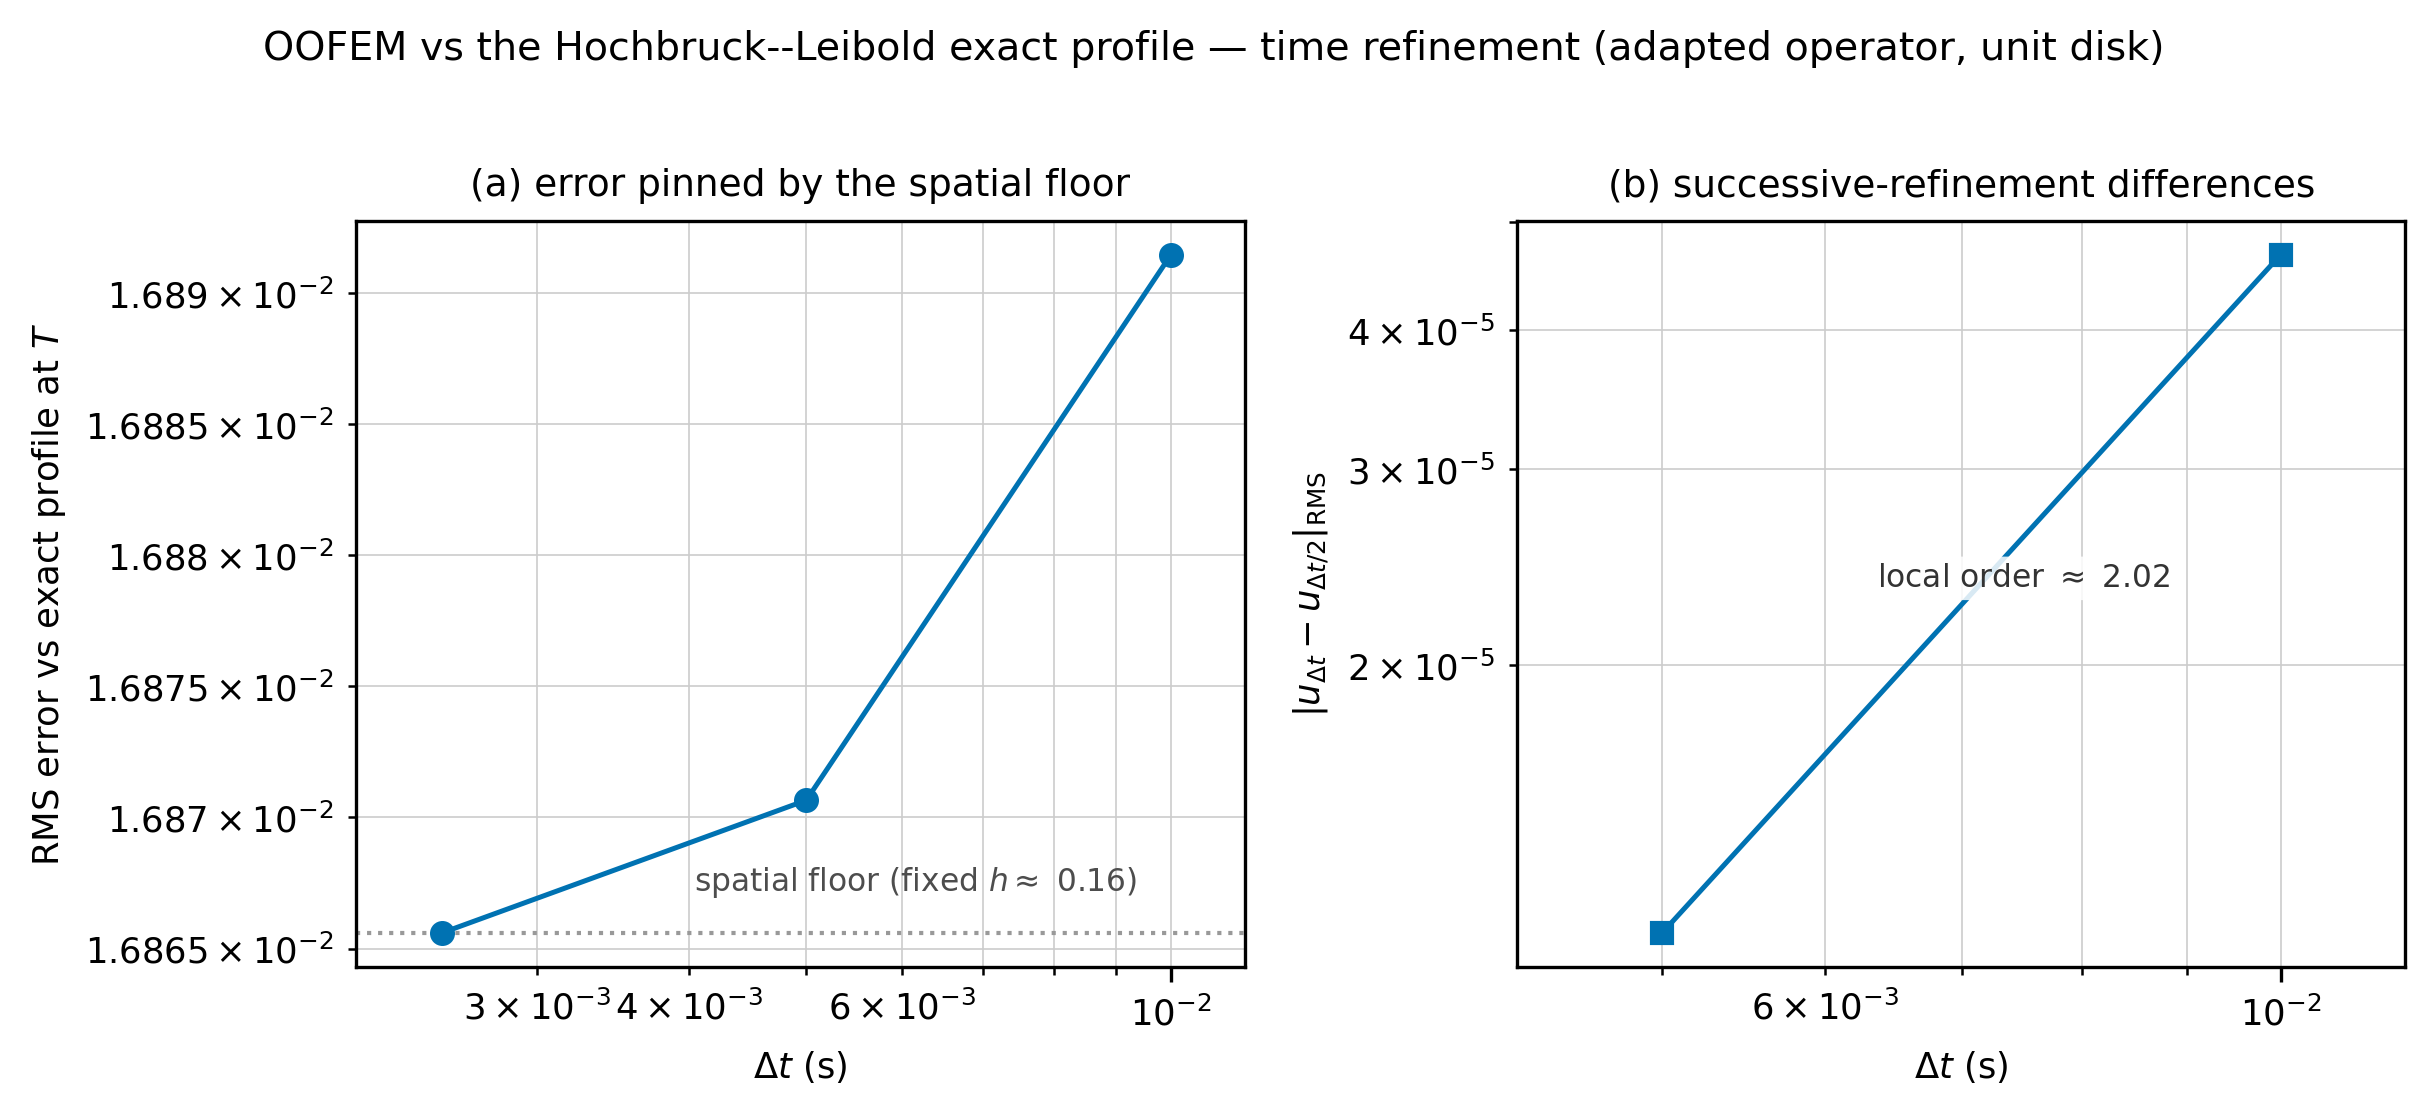 OOFEM vs the Hochbruck--Leibold exact profile — time refinement (adapted operator, unit disk)
(a) error pinned by the spatial floor
RMS error vs exact profile at T
1.689 × 10⁻²
1.6885 × 10⁻²
1.688 × 10⁻²
1.6875 × 10⁻²
1.687 × 10⁻²
1.6865 × 10⁻²
spatial floor (fixed h ≈ 0.16)
3 × 10⁻³ 4 × 10⁻³ 6 × 10⁻³ 10⁻²
Δt (s)
(b) successive-refinement differences
|u_Δt − u_Δt/2|_RMS
4 × 10⁻⁵
3 × 10⁻⁵
2 × 10⁻⁵
local order ≈ 2.02
6 × 10⁻³ 10⁻²
Δt (s)